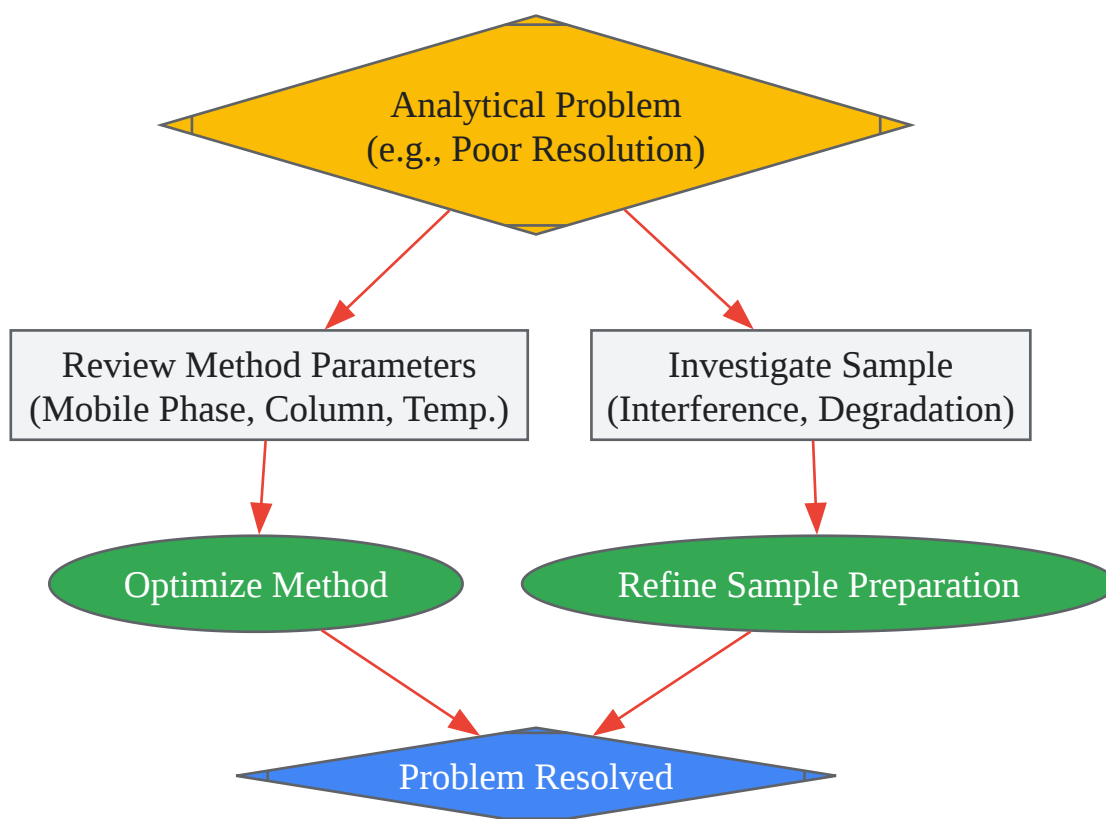 Analytical Problem
(e.g., Poor Resolution)
Review Method Parameters
(Mobile Phase, Column, Temp.)
Investigate Sample
(Interference, Degradation)
Optimize Method
Refine Sample Preparation
Problem Resolved